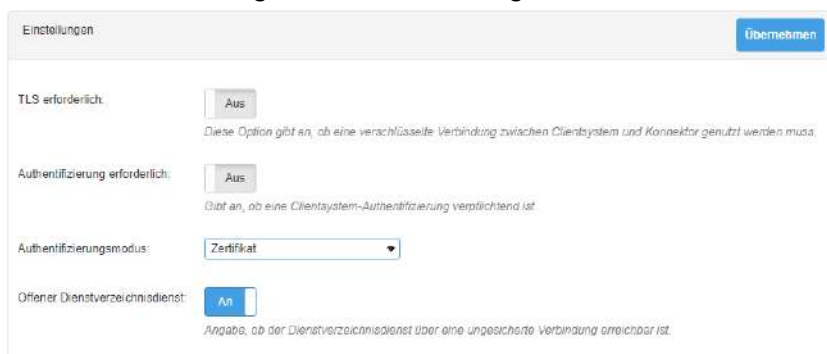 Einstellungen
Übernehmen
TLS erforderlich:
Aus
Diese Option gibt an, ob eine verschlüsselte Verbindung zwischen Clientsystem und Konnektor genutzt werden muss.
Authentifizierung erforderlich:
Aus
Gibt an, ob eine Clientsystem-Authentifizierung verpflichtend ist.
Authentifizierungsmodus:
Zertifikat
Offener Dienstverzeichnisdienst:
An
Angabe, ob der Dienstverzeichnisdienst über eine ungesicherte Verbindung erreichbar ist.